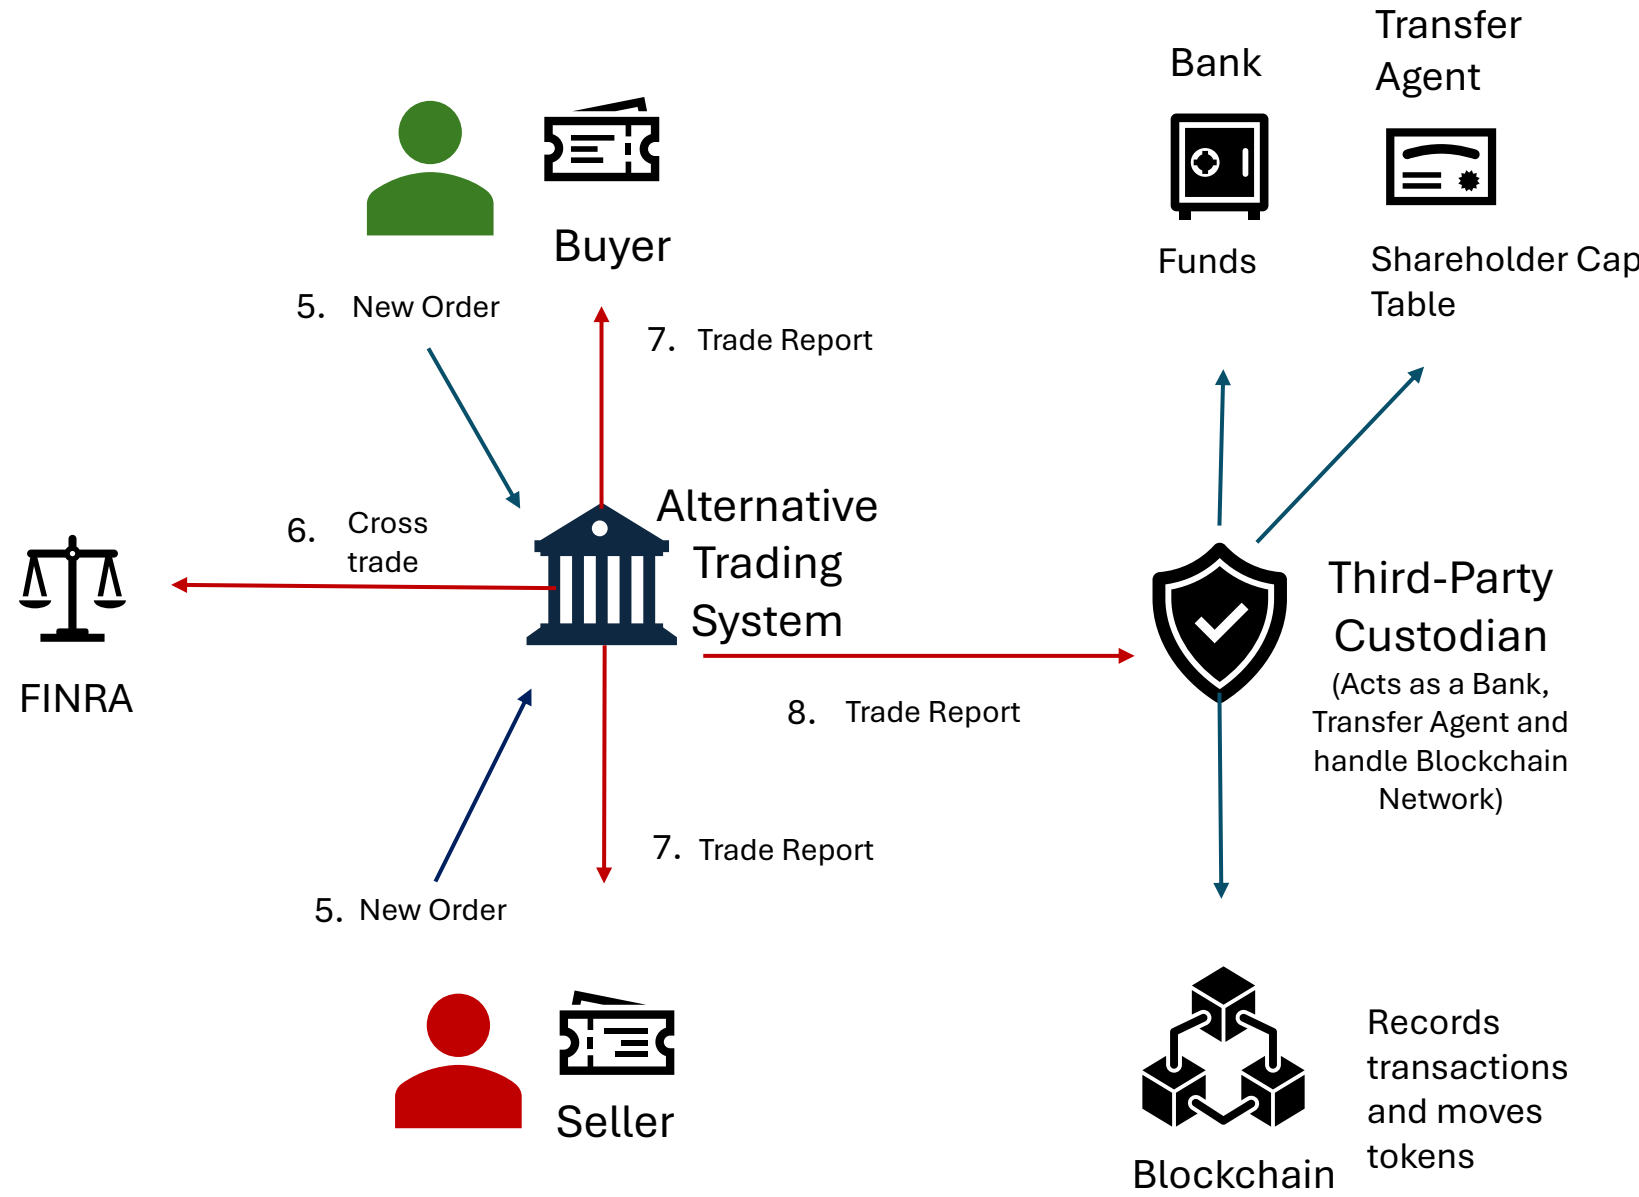 Transfer
Agent
Bank
Buyer
Funds
Shareholder Cap
Table
5. New Order
7. Trade Report
Alternative
Trading
System
6. Cross
trade
Third-Party
Custodian
(Acts as a Bank,
Transfer Agent and
handle Blockchain
Network)
FINRA
8. Trade Report
7. Trade Report
5. New Order
Seller
Records
transactions
and moves
tokens
Blockchain